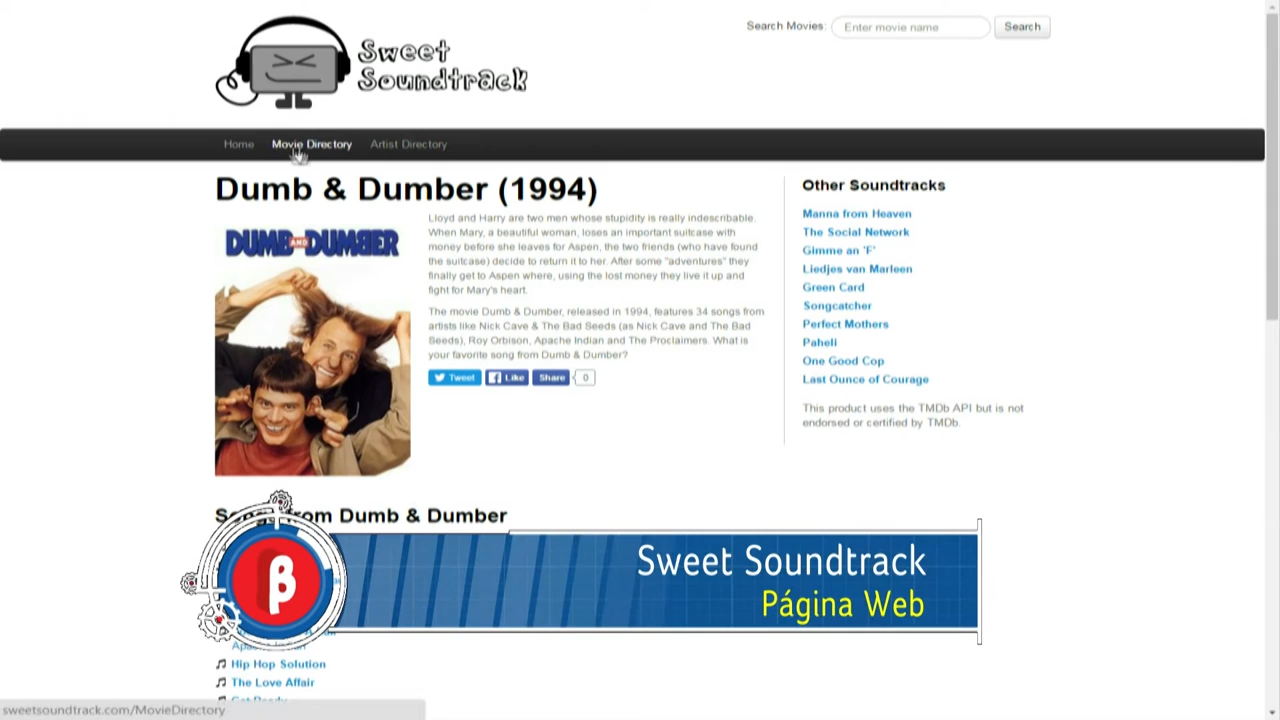 Sweet
Soundtrack
Search Movies:
Enter movie name
Search
Home
Movie Directory
Artist Directory
Dumb & Dumber (1994)
DUMB AND DUMBER
Lloyd and Harry are two men whose stupidity is really indescribable.
When Mary, a beautiful woman, loses an important suitcase with
money before she leaves for Aspen, the two friends (who have found
the suitcase) decide to return it to her. After some "adventures" they
finally get to Aspen where, using the lost money they live it up and
fight for Mary's heart.
The movie Dumb & Dumber, released in 1994, features 34 songs from
artists like Nick Cave & The Bad Seeds (as Nick Cave and The Bad
Seeds), Roy Orbison, Apache Indian and The Proclaimers. What is
your favorite song from Dumb & Dumber?
Tweet
Like
Share
0
Other Soundtracks
Manna from Heaven
The Social Network
Gimme an 'F'
Liedjes van Marleen
Green Card
Songcatcher
Perfect Mothers
Paheli
One Good Cop
Last Ounce of Courage
This product uses the TMDb API but is not
endorsed or certified by TMDb.
Songs from Dumb & Dumber
β
Sweet Soundtrack
Página Web
Hip Hop Solution
The Love Affair
Get Ready
sweetsoundtrack.com/MovieDirectory